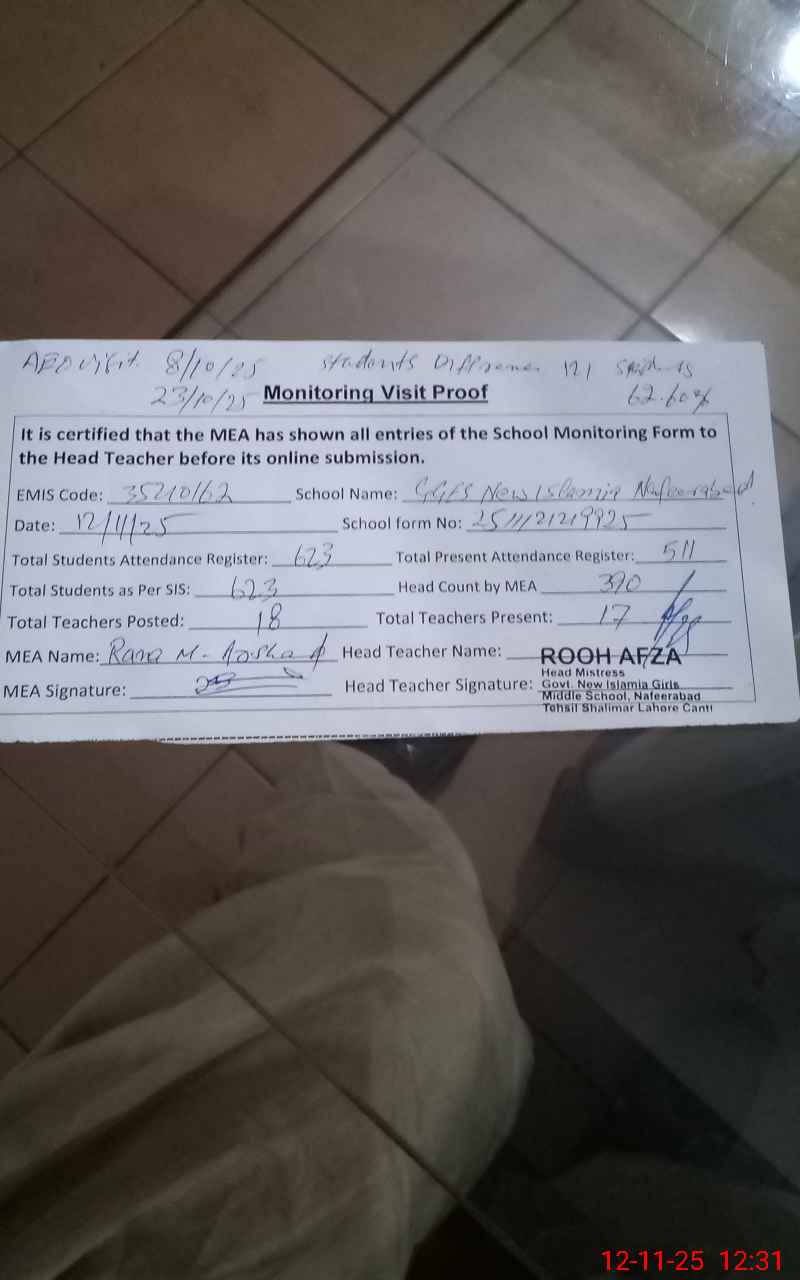 AEO visit 8/10/25 Students Difference 121 Students
23/10/25 Monitoring Visit Proof 62.60%
It is certified that the MEA has shown all entries of the School Monitoring Form to
the Head Teacher before its online submission.
EMIS Code: 35210162 School Name: GGES New Islamia Nafeerabad
Date: 12/11/25 School form No:
Total Students Attendance Register: 623 Total Present Attendance Register: 511
Total Students as Per SIS: 623 Head Count by MEA 390
Total Teachers Posted: 18 Total Teachers Present: 17
MEA Name: Rana M. Arshad Head Teacher Name: ROOH AFZA
Head Mistress
MEA Signature: Head Teacher Signature: Govt. New Islamia Girls
Middle School, Nafeerabad
Tehsil Shalimar Lahore Cantt
12-11-25 12:31